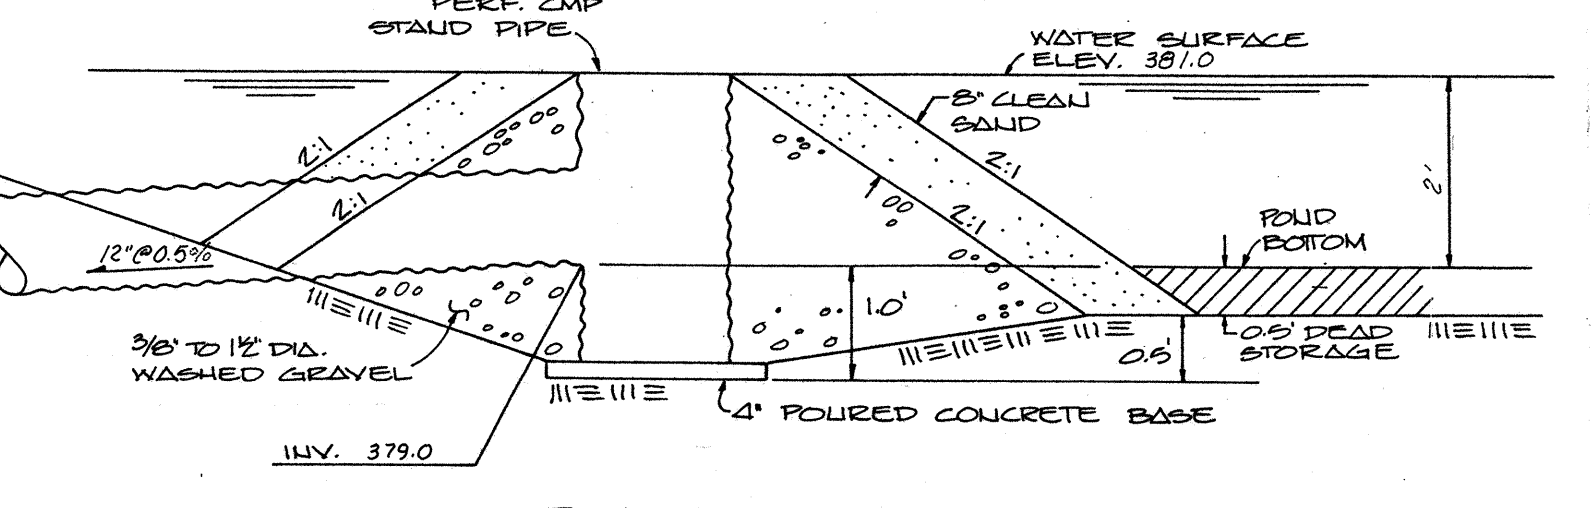 PERF. CMP
STAND PIPE
WATER SURFACE
ELEV. 381.0
8" CLEAN
SAND
2:1
2:1
2:1
2:1
2'
POND
BOTTOM
12"@0.5%
1.0'
3/8" TO 1½" DIA.
WASHED GRAVEL
0.5'
0.5' DEAD
STORAGE
4" POURED CONCRETE BASE
INV. 379.0